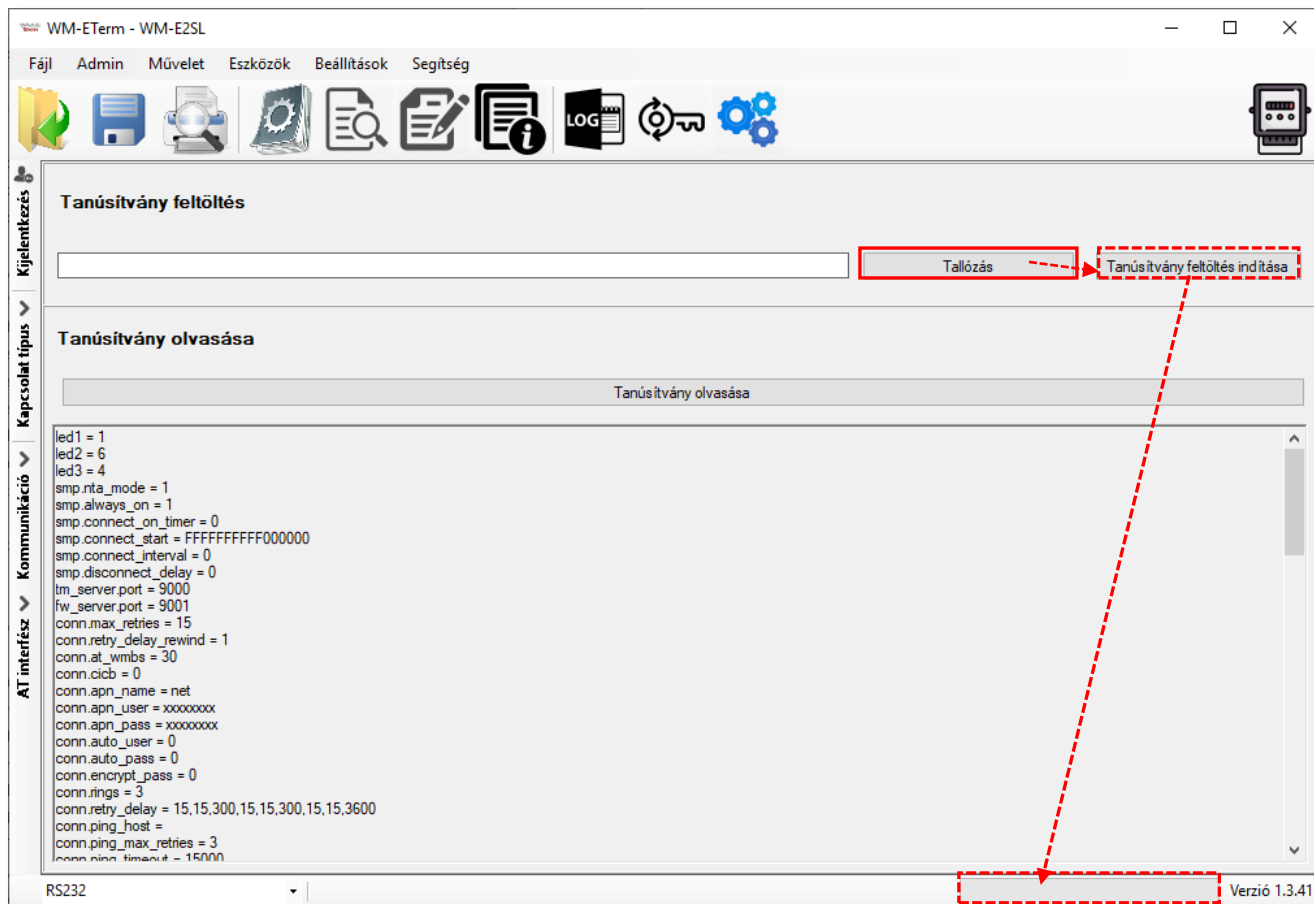 WM-ETerm - WM-E2SL
Fájl Admin Művelet Eszközök Beállítások Segítség
LOG
Kijelentkezés
Kapcsolat típus
Kommunikáció
AT interfész
Tanúsítvány feltöltés
Tallózás
Tanúsítvány feltöltés indítása
Tanúsítvány olvasása
Tanúsítvány olvasása
led1 = 1
led2 = 6
led3 = 4
smp.nta_mode = 1
smp.always_on = 1
smp.connect_on_timer = 0
smp.connect_start = FFFFFFFFFF000000
smp.connect_interval = 0
smp.disconnect_delay = 0
tm_server.port = 9000
fw_server.port = 9001
conn.max_retries = 15
conn.retry_delay_rewind = 1
conn.at_wmbs = 30
conn.cicb = 0
conn.apn_name = net
conn.apn_user = xxxxxxxx
conn.apn_pass = xxxxxxxx
conn.auto_user = 0
conn.auto_pass = 0
conn.encrypt_pass = 0
conn.rings = 3
conn.retry_delay = 15,15,300,15,15,300,15,15,3600
conn.ping_host =
conn.ping_max_retries = 3
conn.ping_timeout = 15000
RS232
Verzió 1.3.41